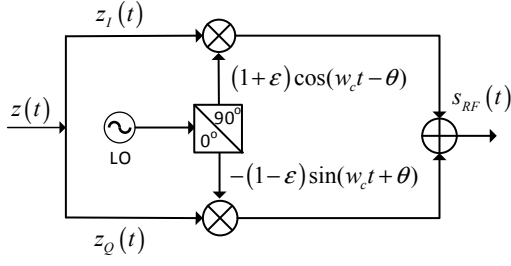 z_I(t)
(1+ε)cos(w_c t−θ)
z(t)
90°
0°
LO
s_RF(t)
−(1−ε)sin(w_c t+θ)
z_Q(t)